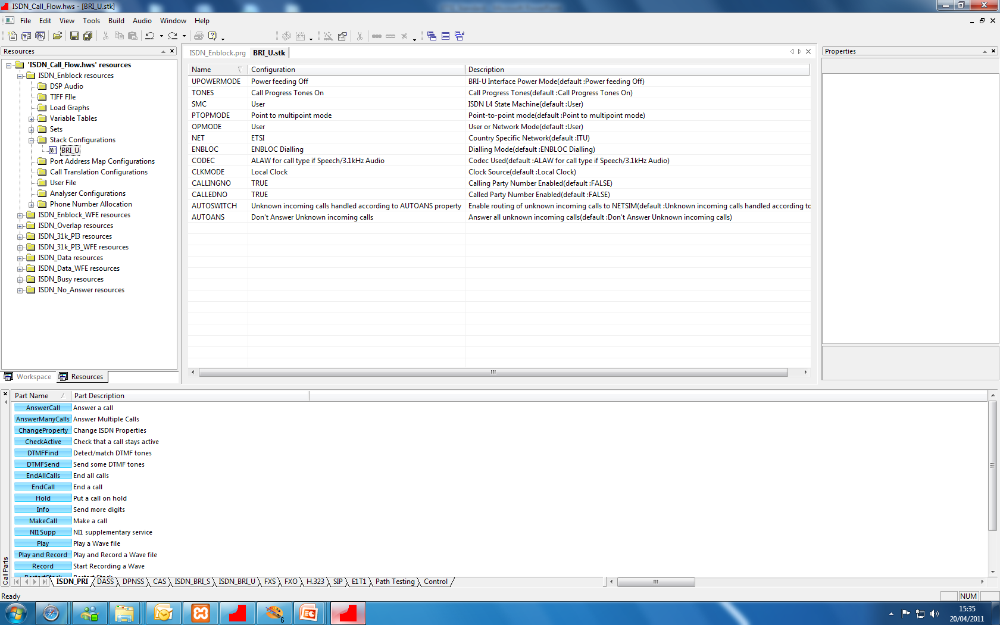 ISDN_Call_Flow.hws - [BRI_U.stk]
File Edit View Tools Build Audio Window Help
Resources
'ISDN_Call_Flow.hws' resources
ISDN_Enblock resources
DSP Audio
TIFF FIle
Load Graphs
Variable Tables
Sets
Stack Configurations
BRI_U
Port Address Map Configurations
Call Translation Configurations
User File
Analyser Configurations
Phone Number Allocation
ISDN_Enblock_WFE resources
ISDN_Overlap resources
ISDN_31k_PI3 resources
ISDN_31k_PI3_WFE resources
ISDN_Data resources
ISDN_Data_WFE resources
ISDN_Busy resources
ISDN_No_Answer resources
Workspace Resources
ISDN_Enblock.prg BRI_U.stk
Name Configuration Description
UPOWERMODE Power feeding Off BRI-U Interface Power Mode(default :Power feeding Off)
TONES Call Progress Tones On Call Progress Tones(default :Call Progress Tones On)
SMC User ISDN L4 State Machine(default :User)
PTOPMODE Point to multipoint mode Point-to-point mode(default :Point to multipoint mode)
OPMODE User User or Network Mode(default :User)
NET ETSI Country Specific Network(default :ITU)
ENBLOC ENBLOC Dialling Dialling Mode(default :ENBLOC Dialling)
CODEC ALAW for call type if Speech/3.1kHz Audio Codec Used(default :ALAW for call type if Speech/3.1kHz Audio)
CLKMODE Local Clock Clock Source(default :Local Clock)
CALLINGNO TRUE Calling Party Number Enabled(default :FALSE)
CALLEDNO TRUE Called Party Number Enabled(default :FALSE)
AUTOSWITCH Unknown incoming calls handled according to AUTOANS property Enable routing of unknown incoming calls to NETSIM(default :Unknown incoming calls handled according to
AUTOANS Don't Answer Unknown incoming calls Answer all unknown incoming calls(default :Don't Answer Unknown incoming calls)
Properties
Call Parts
Part Name Part Description
AnswerCall Answer a call
AnswerManyCalls Answer Multiple Calls
ChangeProperty Change ISDN Properties
CheckActive Check that a call stays active
DTMFFind Detect/match DTMF tones
DTMFSend Send some DTMF tones
EndAllCalls End all calls
EndCall End a call
Hold Put a call on hold
Info Send more digits
MakeCall Make a call
NI1Supp NI1 supplementary service
Play Play a Wave file
Play and Record Play and Record a Wave file
Record Start Recording a Wave
ISDN_PRI DASS DPNSS CAS ISDN_BRI_S ISDN_BRI_U FXS FXO H.323 SIP E1T1 Path Testing Control
Ready
NUM
6
15:35
20/04/2011